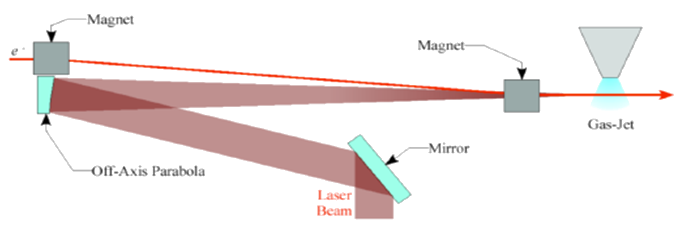 Magnet
e⁻
Magnet
Gas-Jet
Off-Axis Parabola
Mirror
Laser
Beam